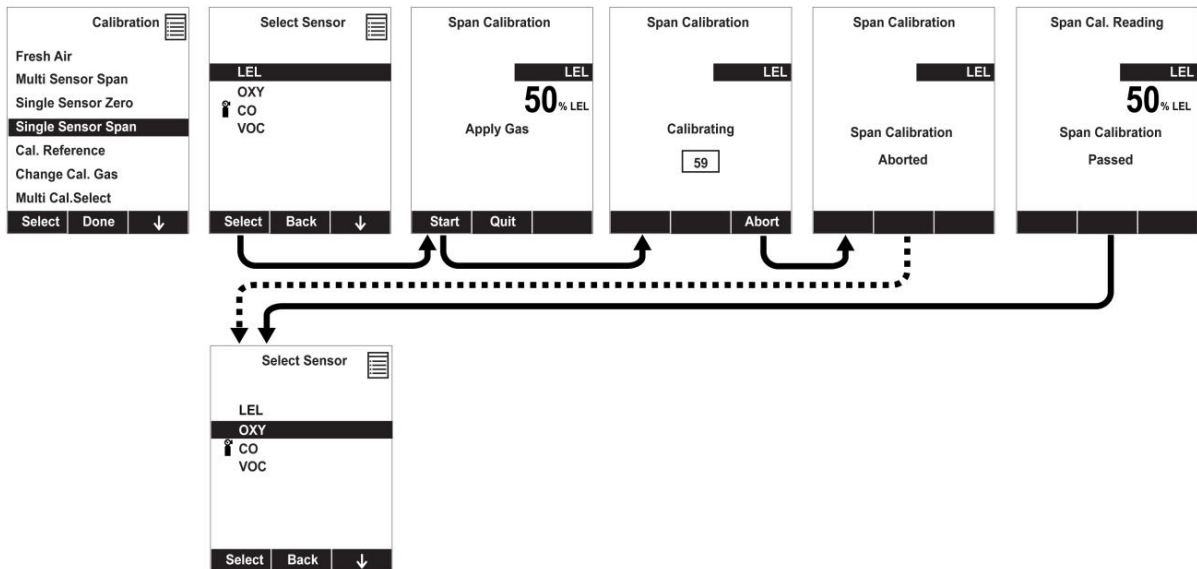 Calibration
Fresh Air
Multi Sensor Span
Single Sensor Zero
Single Sensor Span
Cal. Reference
Change Cal. Gas
Multi Cal.Select
Select Done ↓
Select Sensor
LEL
OXY
CO
VOC
Select Back ↓
Span Calibration
LEL
50 % LEL
Apply Gas
Start Quit
Span Calibration
LEL
Calibrating
59
Abort
Span Calibration
LEL
Span Calibration
Aborted
Span Cal. Reading
LEL
50 % LEL
Span Calibration
Passed
Select Sensor
LEL
OXY
CO
VOC
Select Back ↓